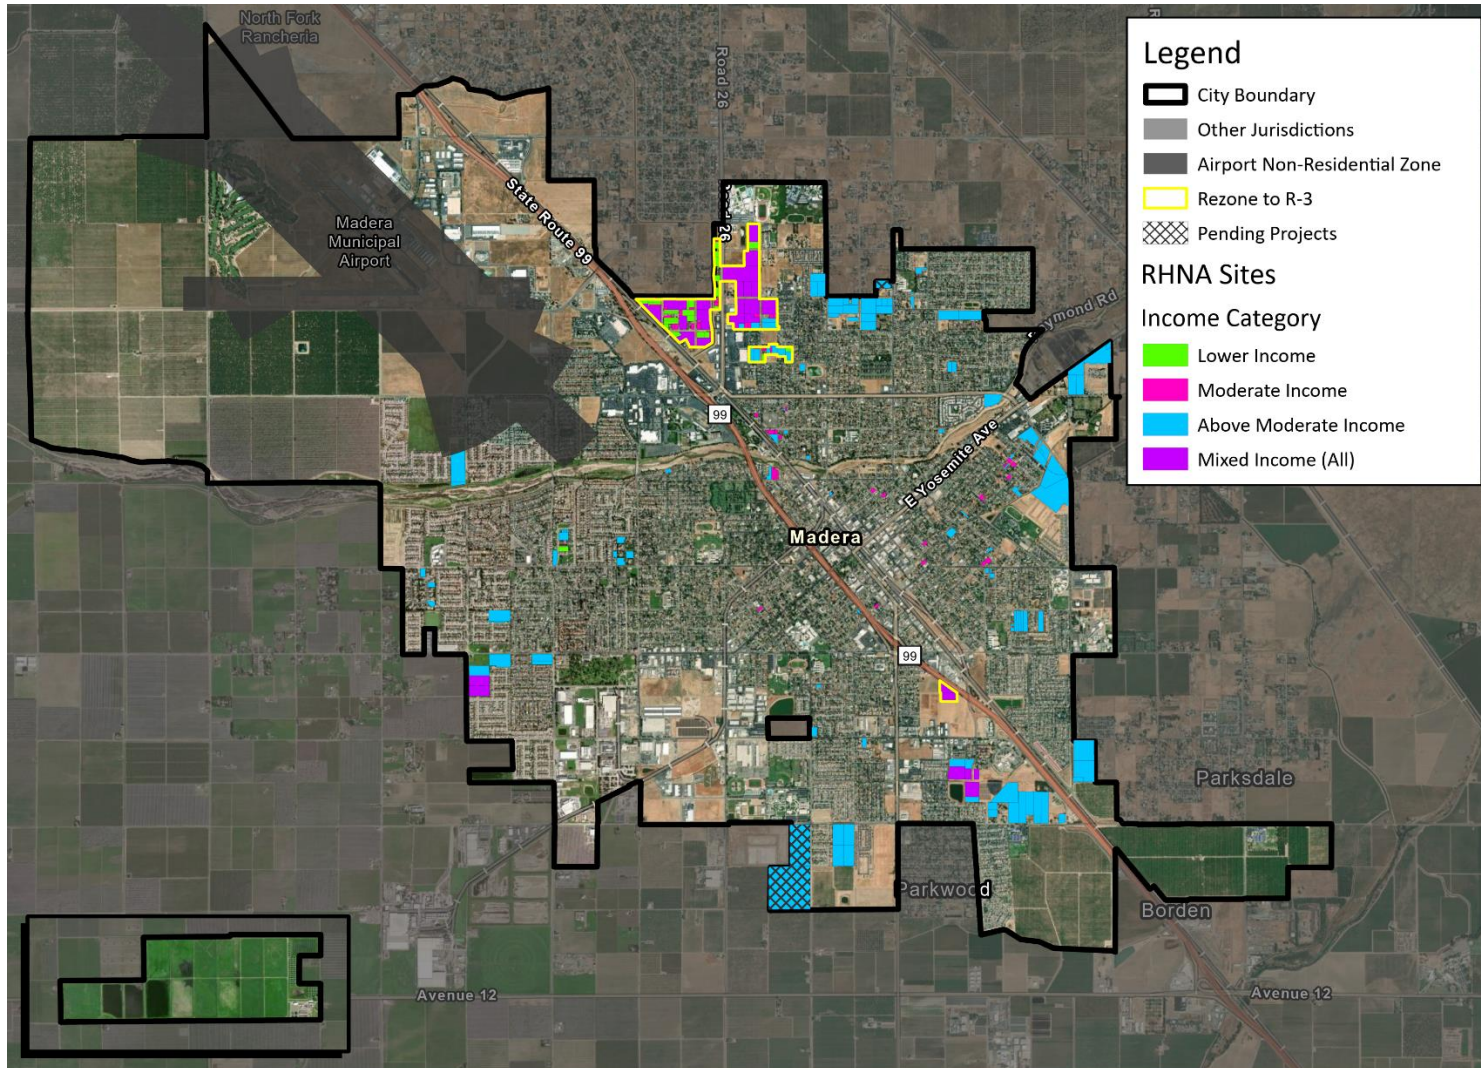 North Fork
Rancheria
Road 26
Legend
City Boundary
Other Jurisdictions
Airport Non-Residential Zone
Rezone to R-3
Pending Projects
RHNA Sites
Income Category
Lower Income
Moderate Income
Above Moderate Income
Mixed Income (All)
State Route 99
26
Madera
Municipal
Airport
99
E Yosemite Ave
Madera
99
Parksdale
Parkwood
Borden
Avenue 12
Avenue 12